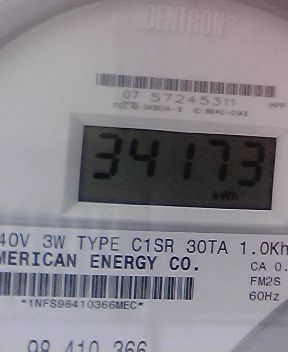 CENTRON
07 57245311
HPP
34173
kWh
40V 3W TYPE C1SR 30TA 1.0Kh
MERICAN ENERGY CO.
CA 0.
FM2S
60Hz
*1NFS98410366MEC*
98 410 366